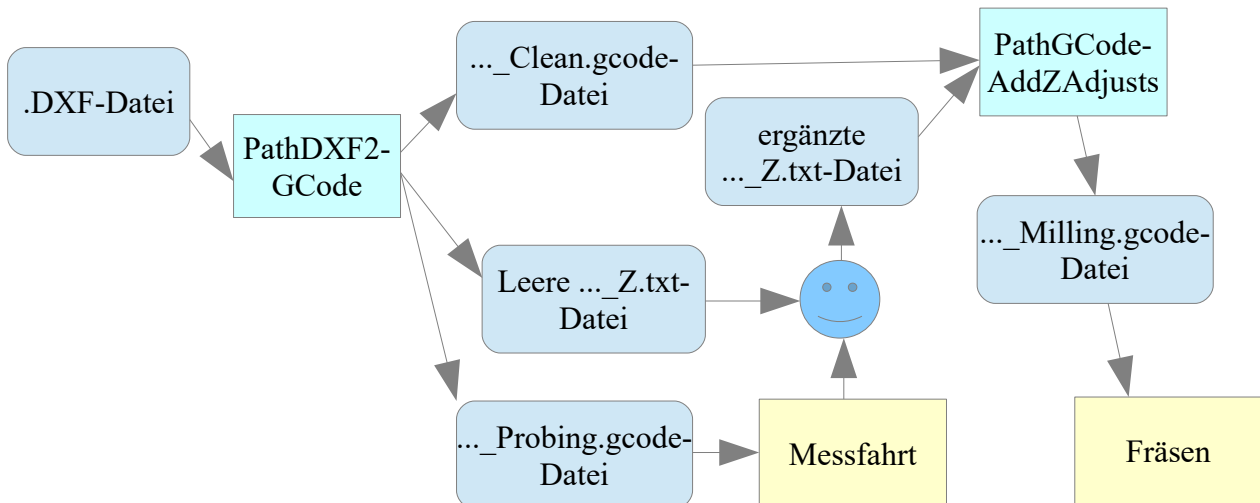 .DXF-Datei
PathDXF2-
GCode
..._Clean.gcode-
Datei
Leere ..._Z.txt-
Datei
..._Probing.gcode-
Datei
ergänzte
..._Z.txt-Datei
Messfahrt
PathGCode-
AddZAdjusts
..._Milling.gcode-
Datei
Fräsen